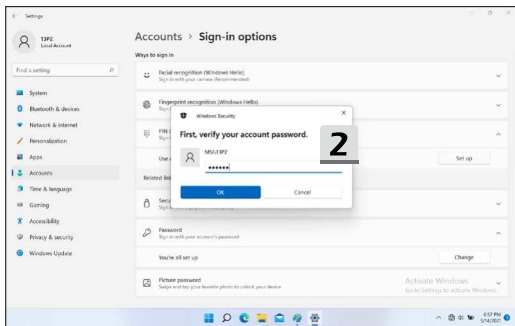 Settings
13P2
Local Account
Find a setting
System
Bluetooth & devices
Network & internet
Personalization
Apps
Accounts
Time & language
Gaming
Accessibility
Privacy & security
Windows Update
Accounts > Sign-in options
Ways to sign in
Facial recognition (Windows Hello)
Sign in with your camera (Recommended)
Fingerprint recognition (Windows Hello)
PIN
Set up
Windows Security
First, verify your account password.
MSI\13P2
••••••
OK
Cancel
2
Password
Sign in with your account's password
You're all set up
Change
Picture password
Swipe and tap your favorite photo to unlock your device
Activate Windows
Go to Settings to activate Windows.
6:57 PM